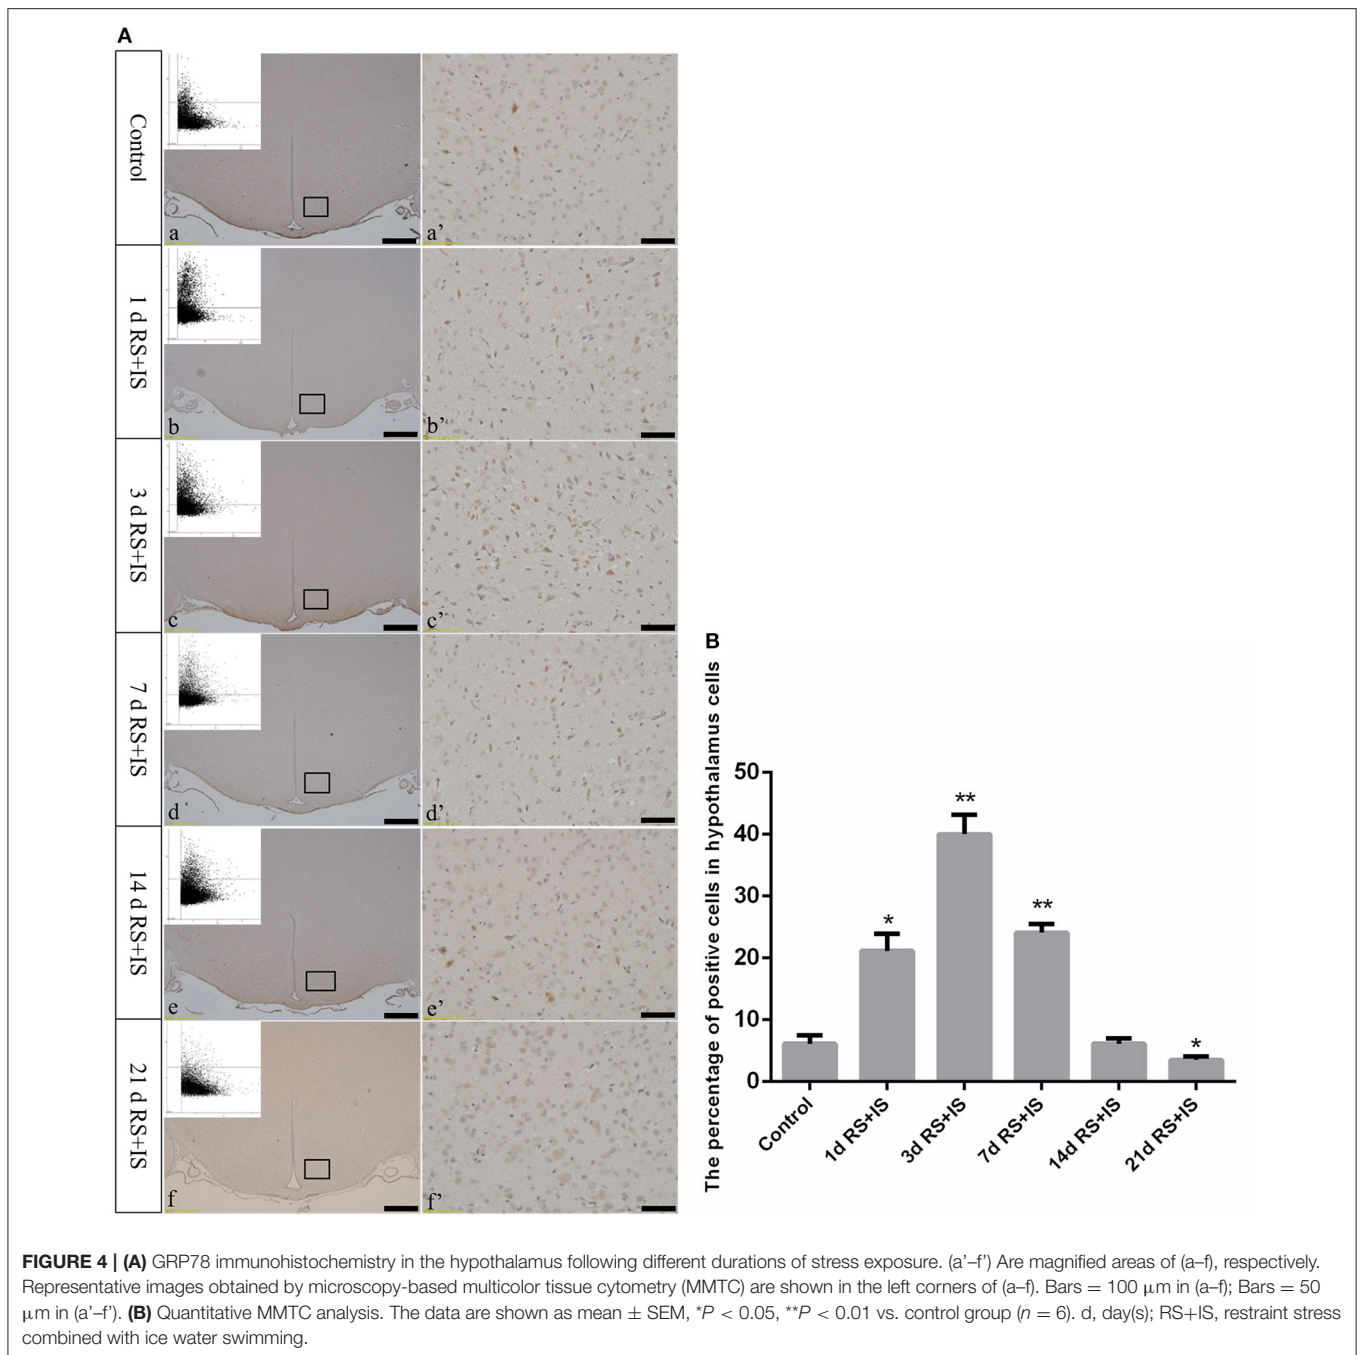 A
Control
a
a'
1 d RS+IS
b
b'
3 d RS+IS
c
c'
7 d RS+IS
d
d'
14 d RS+IS
e
e'
21 d RS+IS
f
f'
B
The percentage of positive cells in hypothalamus cells
50
40
30
20
10
0
*
**
**
*
Control
1d RS+IS
3d RS+IS
7d RS+IS
14d RS+IS
21d RS+IS
FIGURE 4 | (A) GRP78 immunohistochemistry in the hypothalamus following different durations of stress exposure. (a'–f') Are magnified areas of (a–f), respectively.
Representative images obtained by microscopy-based multicolor tissue cytometry (MMTC) are shown in the left corners of (a–f). Bars = 100 μm in (a–f); Bars = 50
μm in (a'–f'). (B) Quantitative MMTC analysis. The data are shown as mean ± SEM, *P < 0.05, **P < 0.01 vs. control group (n = 6). d, day(s); RS+IS, restraint stress
combined with ice water swimming.